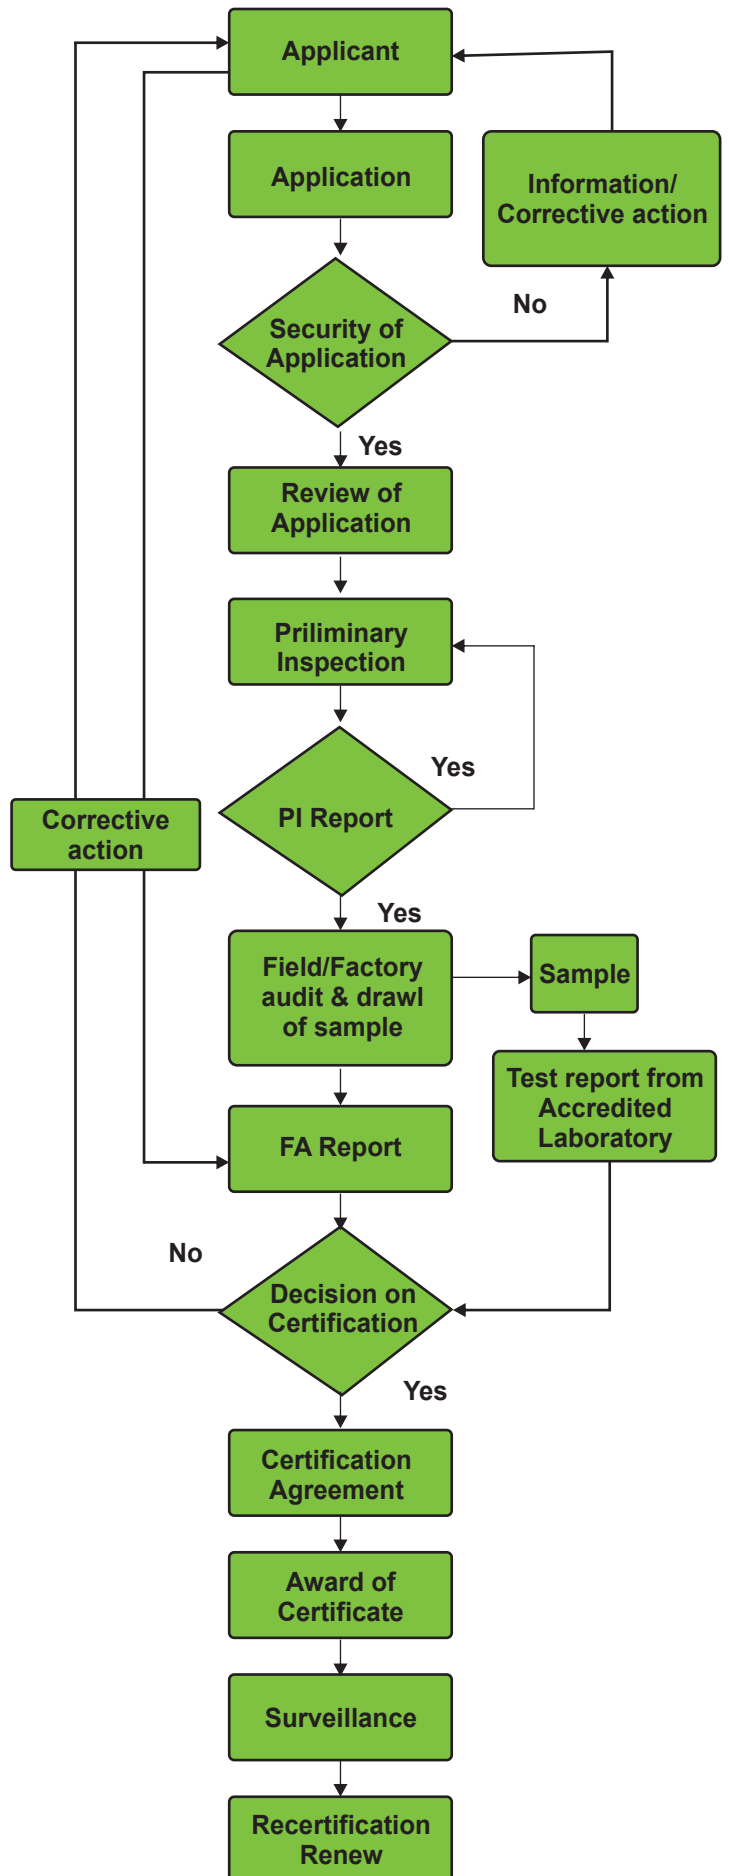 Applicant
Application
Information/
Corrective action
No
Security of
Application
Yes
Review of
Application
Priliminary
Inspection
Yes
PI Report
Corrective
action
Yes
Field/Factory
audit & drawl
of sample
Sample
Test report from
Accredited
Laboratory
FA Report
No
Decision on
Certification
Yes
Certification
Agreement
Award of
Certificate
Surveillance
Recertification
Renew